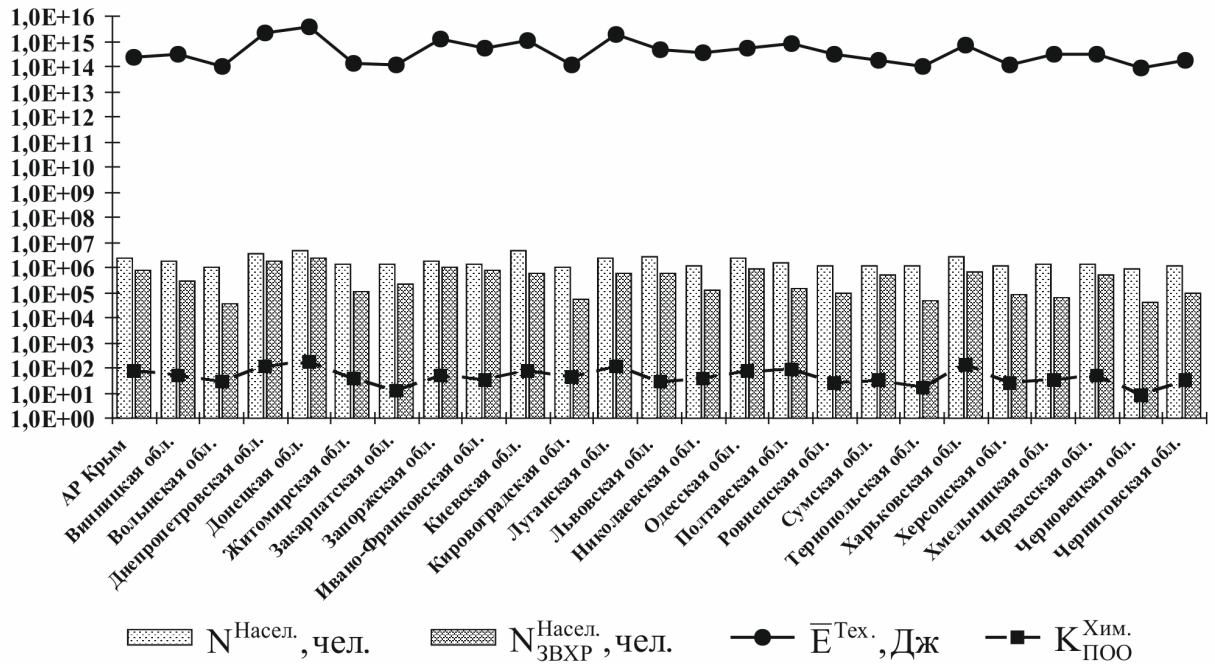 1,0E+16
1,0E+15
1,0E+14
1,0E+13
1,0E+12
1,0E+11
1,0E+10
1,0E+09
1,0E+08
1,0E+07
1,0E+06
1,0E+05
1,0E+04
1,0E+03
1,0E+02
1,0E+01
1,0E+00
АР Крым
Винницкая обл.
Волынская обл.
Днепропетровская обл.
Донецкая обл.
Житомирская обл.
Закарпатская обл.
Запоржская обл.
Ивано-Франковская обл.
Киевская обл.
Кировоградская обл.
Луганская обл.
Львовская обл.
Николаевская обл.
Одесская обл.
Полтавская обл.
Ровненская обл.
Сумская обл.
Тернопольская обл.
Харьковская обл.
Херсонская обл.
Хмельницкая обл.
Черкасская обл.
Черновецкая обл.
Черниговская обл.
N^Насел., чел.
N^Насел._ЗВХР, чел.
E̅^Тех., Дж
K^Хим._ПОО